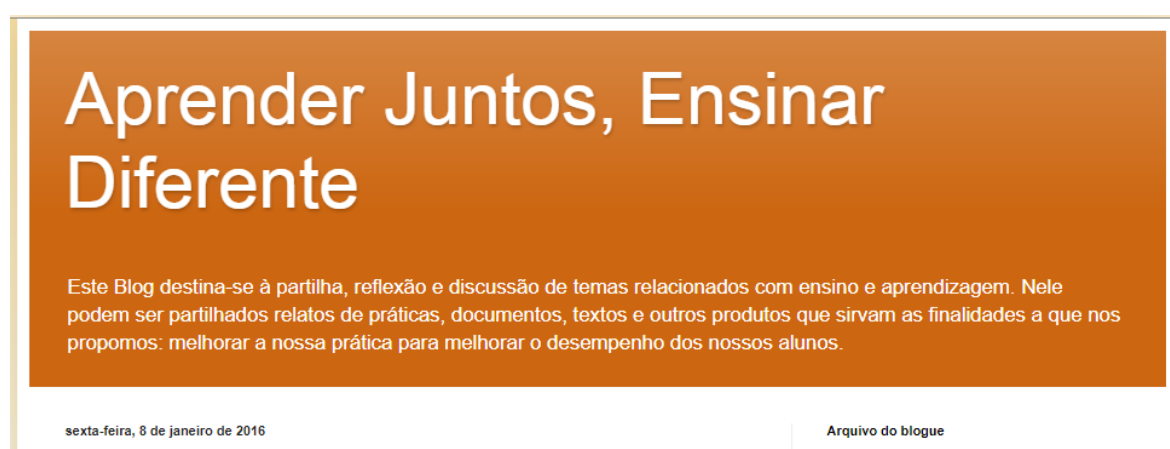 Aprender Juntos, Ensinar
Diferente
Este Blog destina-se à partilha, reflexão e discussão de temas relacionados com ensino e aprendizagem. Nele
podem ser partilhados relatos de práticas, documentos, textos e outros produtos que sirvam as finalidades a que nos
propomos: melhorar a nossa prática para melhorar o desempenho dos nossos alunos.
sexta-feira, 8 de janeiro de 2016
Arquivo do blogue